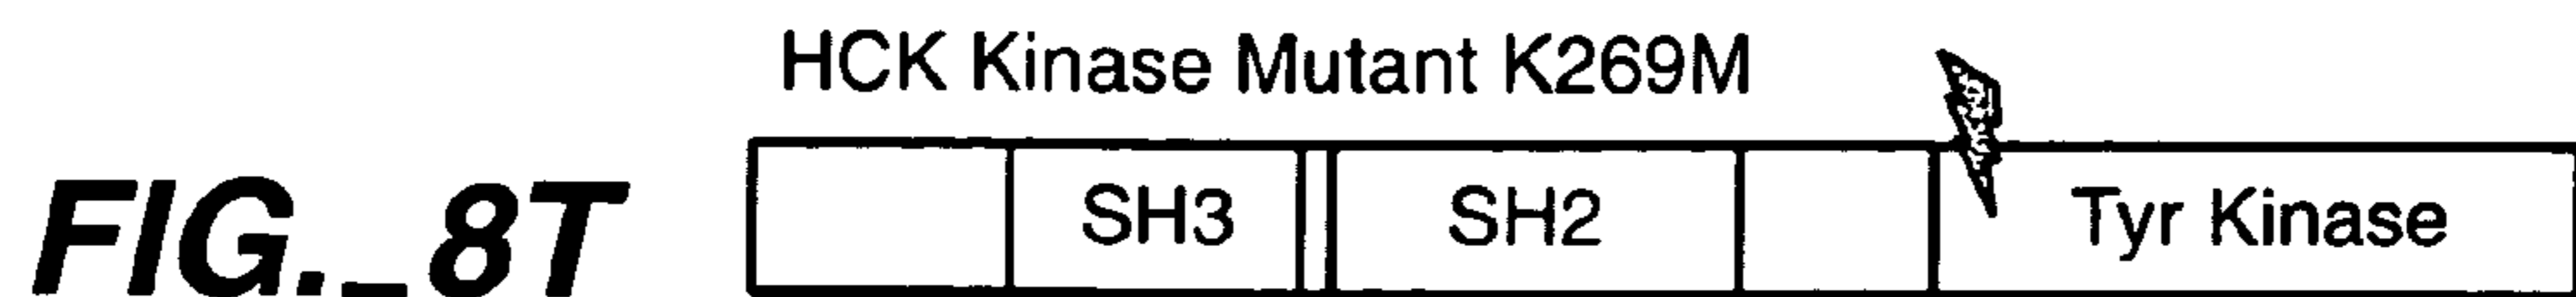 HCK Kinase Mutant K269M
FIG._8T
SH3 SH2 Tyr Kinase